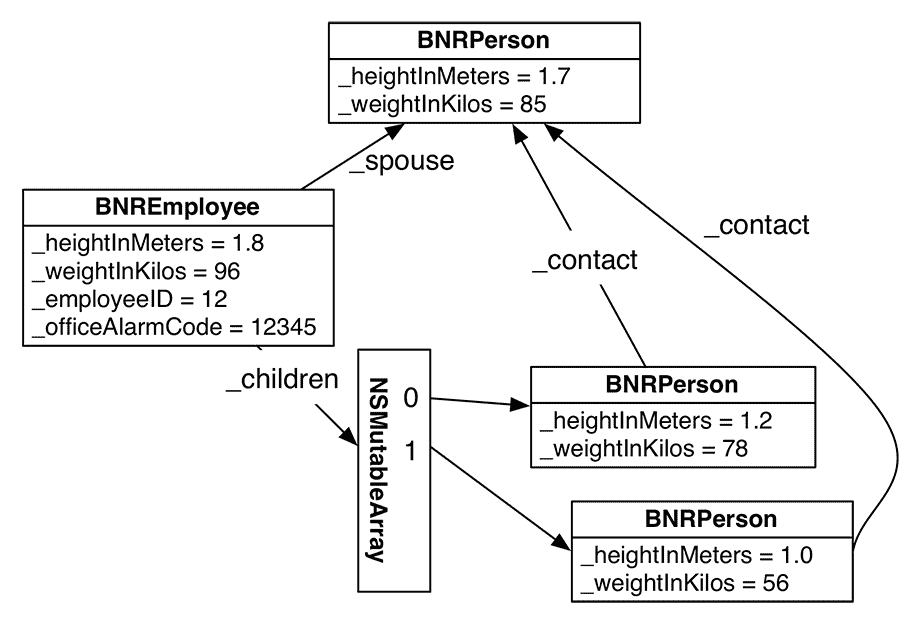 BNRPerson
_heightInMeters = 1.7
_weightInKilos = 85
_spouse
BNREmployee
_heightInMeters = 1.8
_weightInKilos = 96
_employeeID = 12
_officeAlarmCode = 12345
_contact
_contact
_children
NSMutableArray
0
1
BNRPerson
_heightInMeters = 1.2
_weightInKilos = 78
BNRPerson
_heightInMeters = 1.0
_weightInKilos = 56